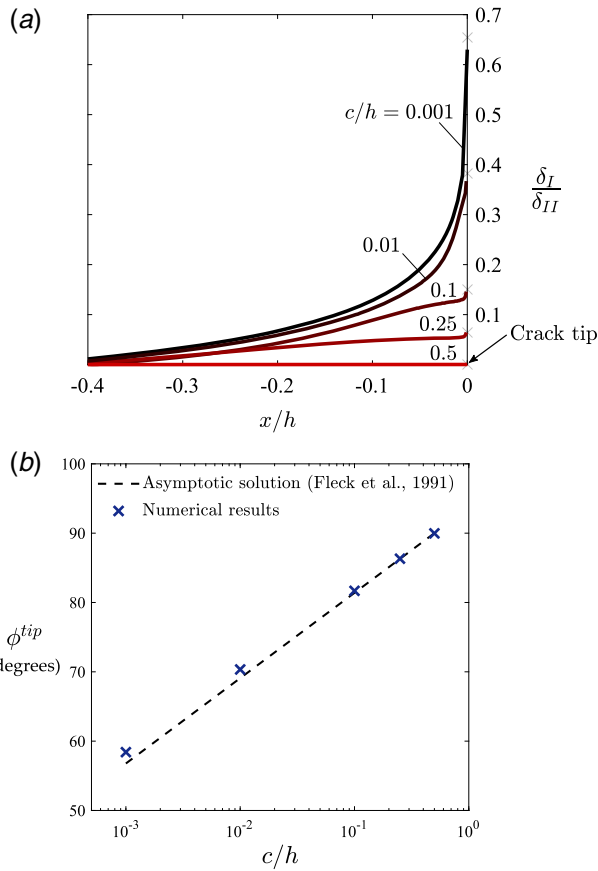 (a)
0.7
0.6
0.5
c/h = 0.001
0.4
δI/δII
0.3
0.01
0.2
0.1
0.1
0.25
0.5
Crack tip
-0.4 -0.3 -0.2 -0.1 0
x/h
(b)
100
Asymptotic solution (Fleck et al., 1991)
Numerical results
90
80
ϕ^tip
degrees)
70
60
50
10^-3 10^-2 10^-1 10^0
c/h